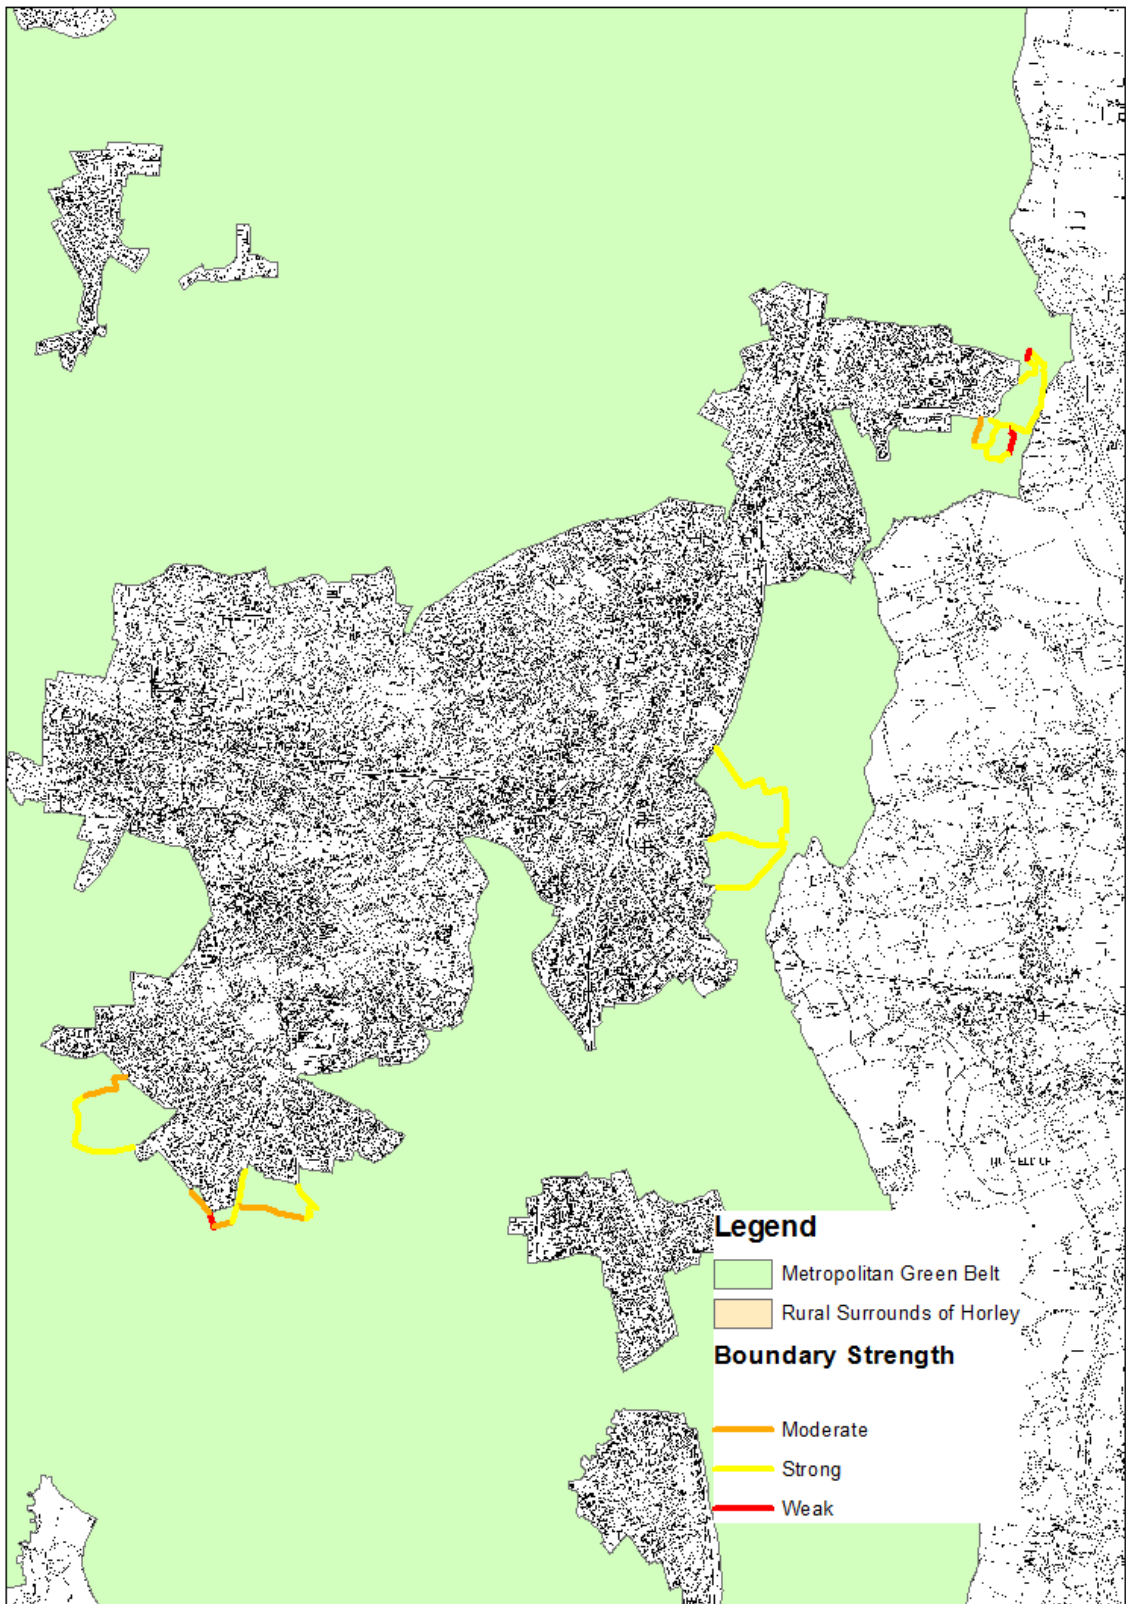 Legend
Metropolitan Green Belt
Rural Surrounds of Horley
Boundary Strength
Moderate
Strong
Weak